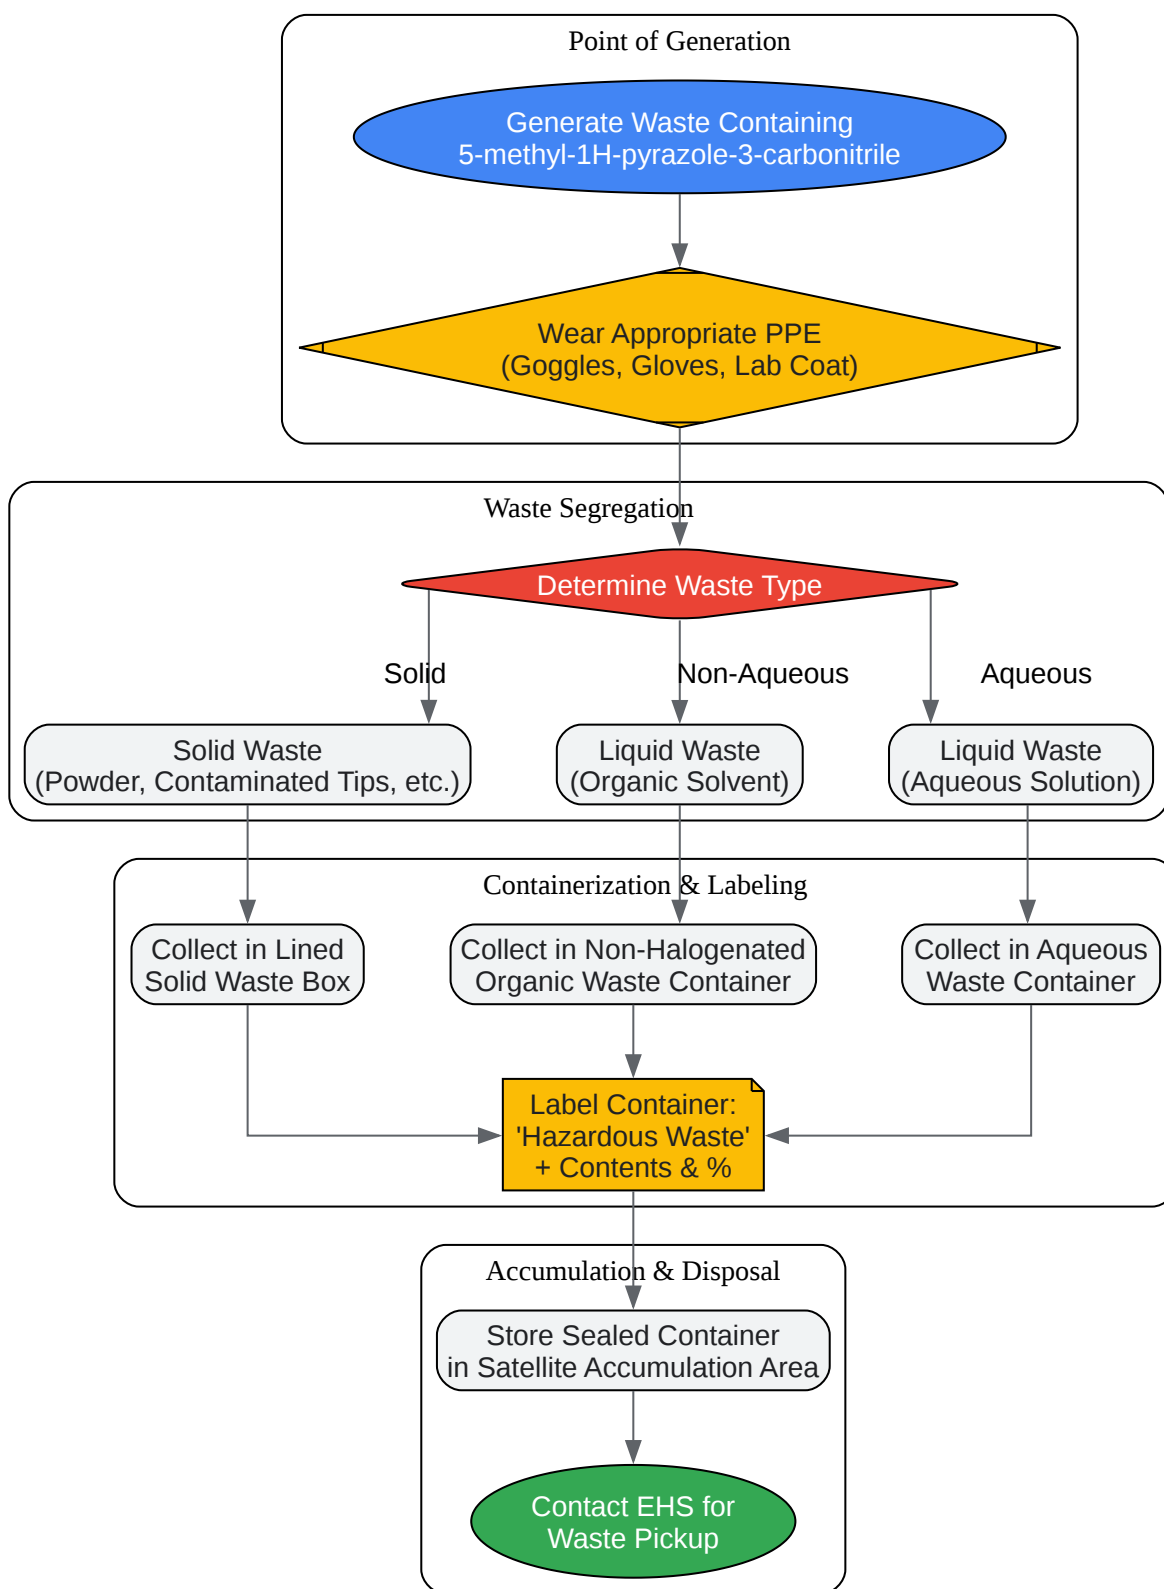 Point of Generation
Generate Waste Containing
5-methyl-1H-pyrazole-3-carbonitrile
Wear Appropriate PPE
(Goggles, Gloves, Lab Coat)
Waste Segregation
Determine Waste Type
Solid
Non-Aqueous
Aqueous
Solid Waste
(Powder, Contaminated Tips, etc.)
Liquid Waste
(Organic Solvent)
Liquid Waste
(Aqueous Solution)
Containerization & Labeling
Collect in Lined
Solid Waste Box
Collect in Non-Halogenated
Organic Waste Container
Collect in Aqueous
Waste Container
Label Container:
'Hazardous Waste'
+ Contents & %
Accumulation & Disposal
Store Sealed Container
in Satellite Accumulation Area
Contact EHS for
Waste Pickup